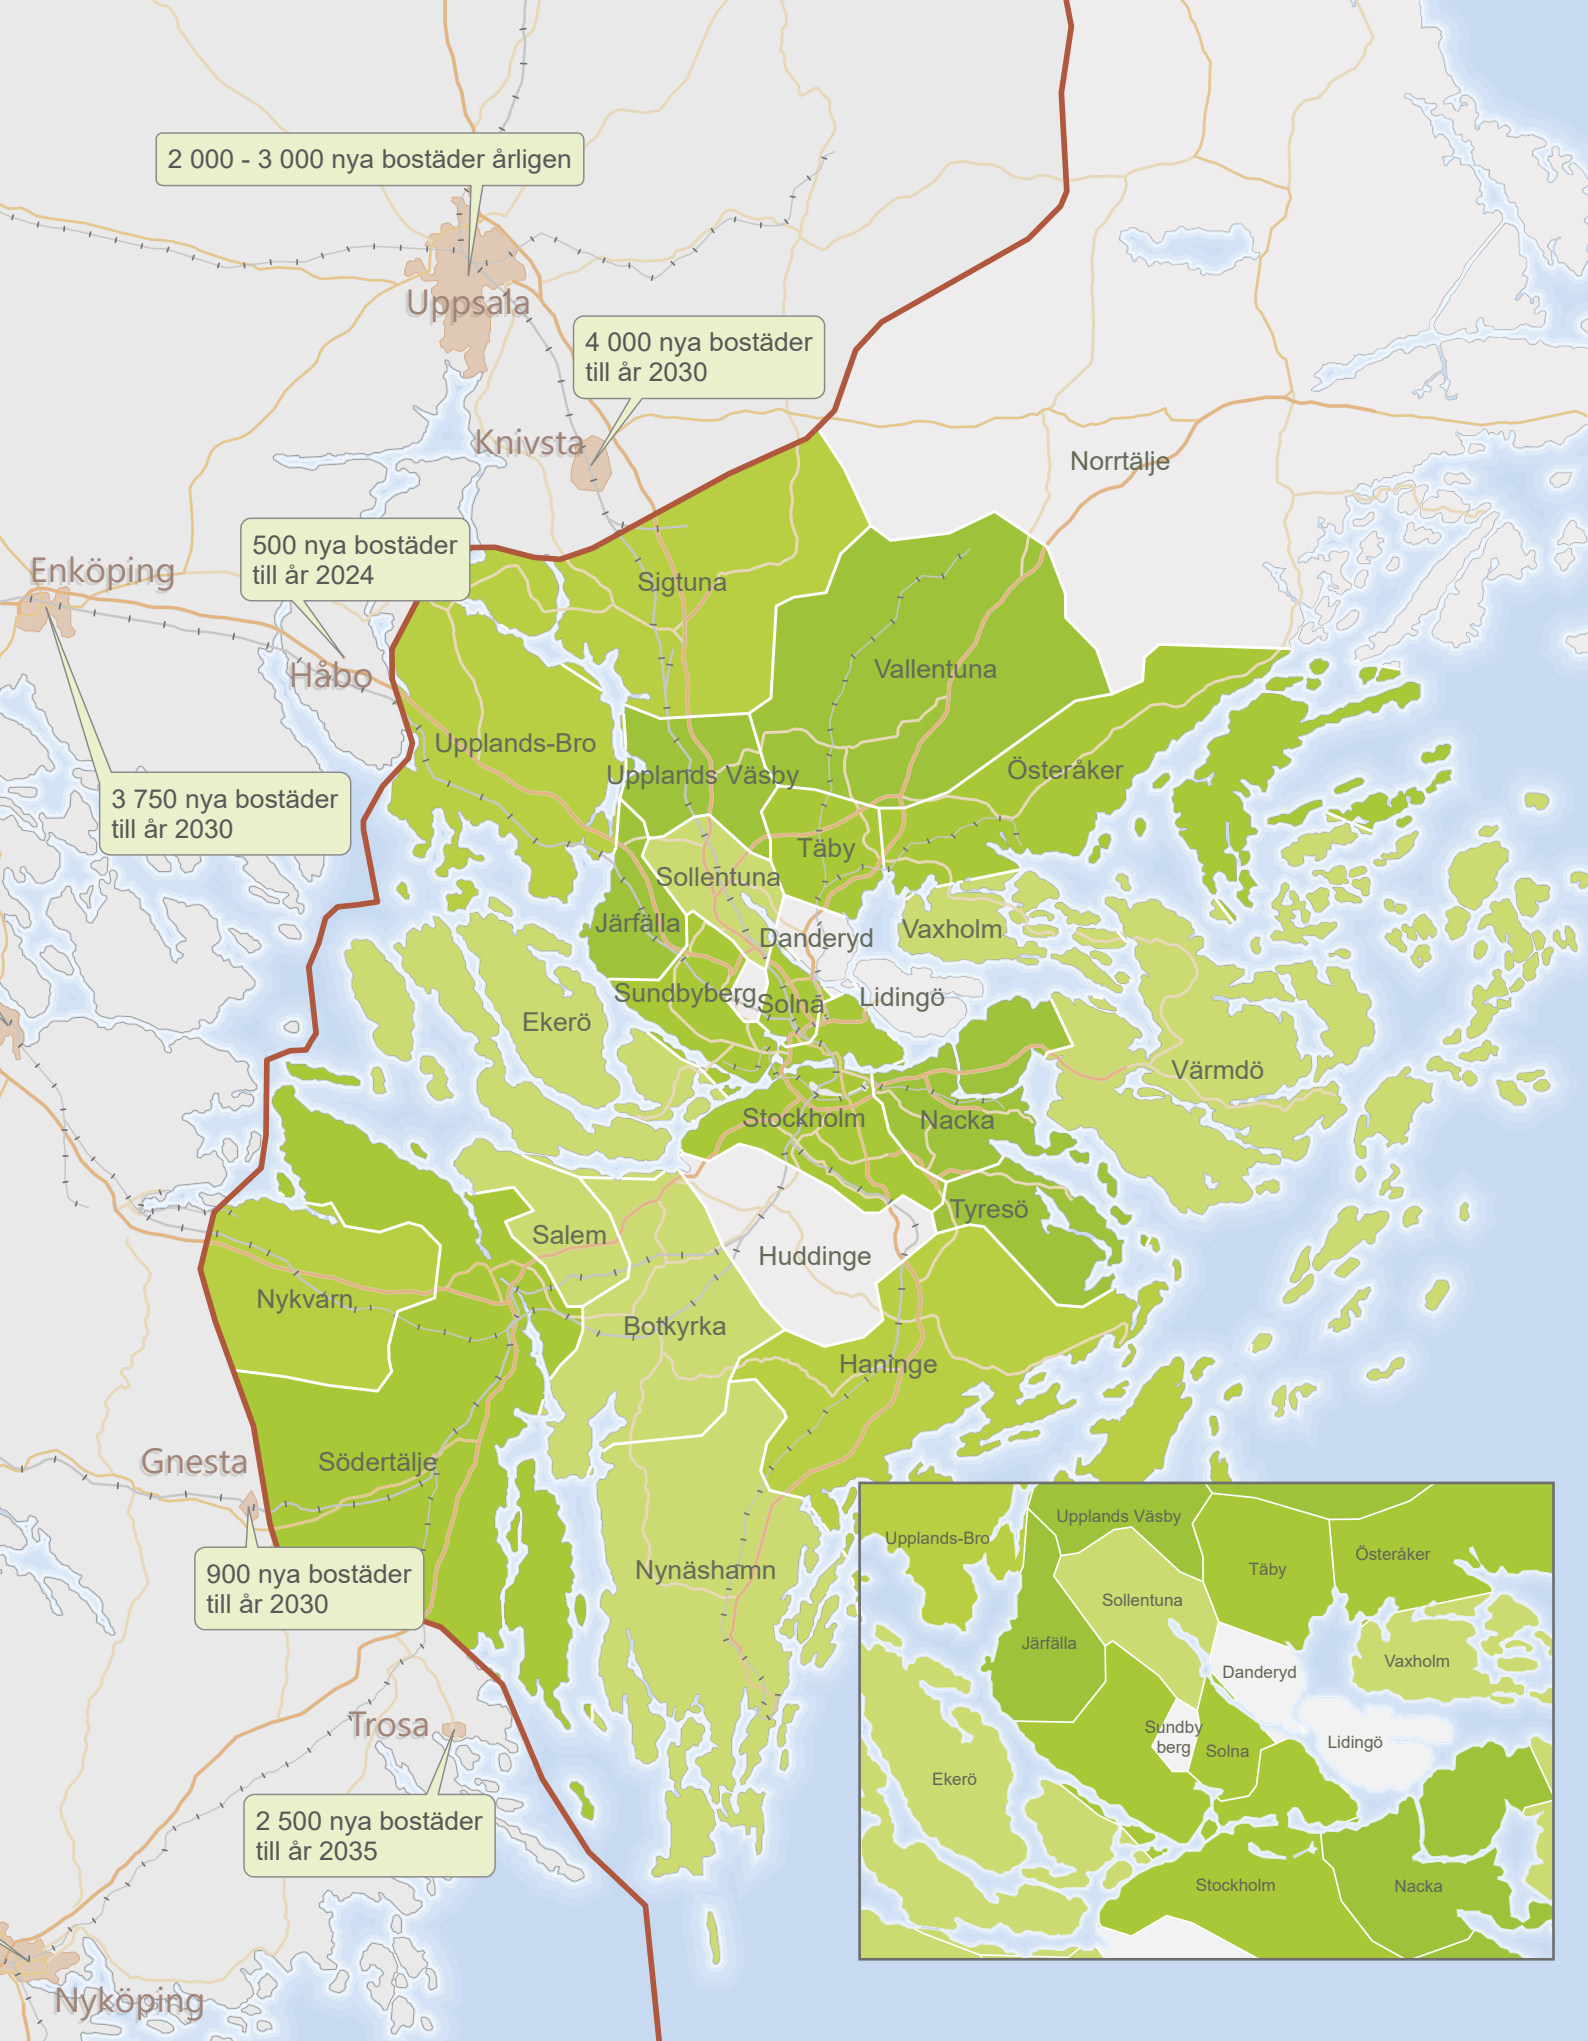 2 000 - 3 000 nya bostäder årligen
Uppsala
4 000 nya bostäder
till år 2030
Knivsta
Norrtälje
500 nya bostäder
till år 2024
Enköping
Sigtuna
Håbo
Vallentuna
Upplands-Bro
Upplands Väsby
Österåker
3 750 nya bostäder
till år 2030
Täby
Sollentuna
Järfälla
Danderyd
Vaxholm
Sundbyberg
Solna
Lidingö
Ekerö
Värmdö
Stockholm
Nacka
Tyresö
Salem
Huddinge
Nykvarn
Botkyrka
Haninge
Gnesta
Södertälje
900 nya bostäder
till år 2030
Nynäshamn
Trosa
2 500 nya bostäder
till år 2035
Nyköping
Upplands Väsby
Upplands-Bro
Österåker
Täby
Sollentuna
Järfälla
Vaxholm
Danderyd
Sundby
berg
Solna
Lidingö
Ekerö
Stockholm
Nacka